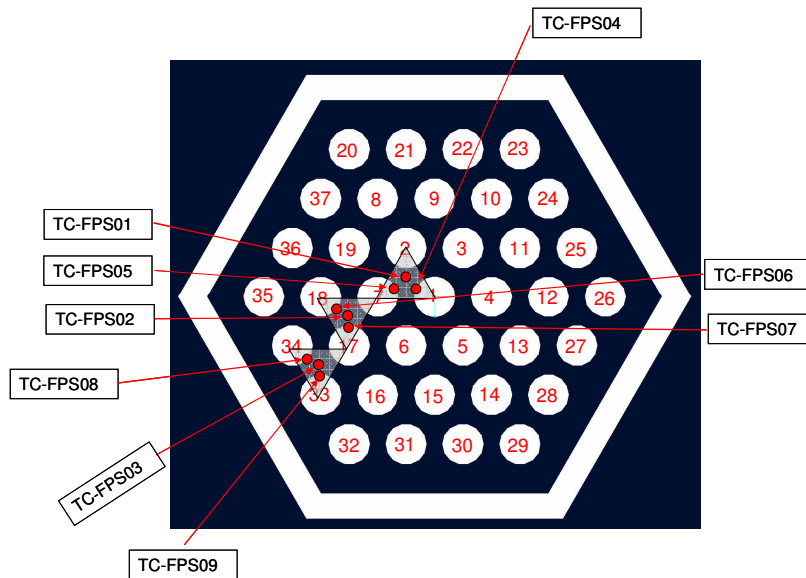 TC-FPS04
20 21 22 23
37 8 9 10 24
TC-FPS01
36 19 2 3 11 25
TC-FPS05
TC-FPS06
35 18 7 1 4 12 26
TC-FPS02
TC-FPS07
34 17 6 5 13 27
TC-FPS08
33 16 15 14 28
32 31 30 29
TC-FPS03
TC-FPS09